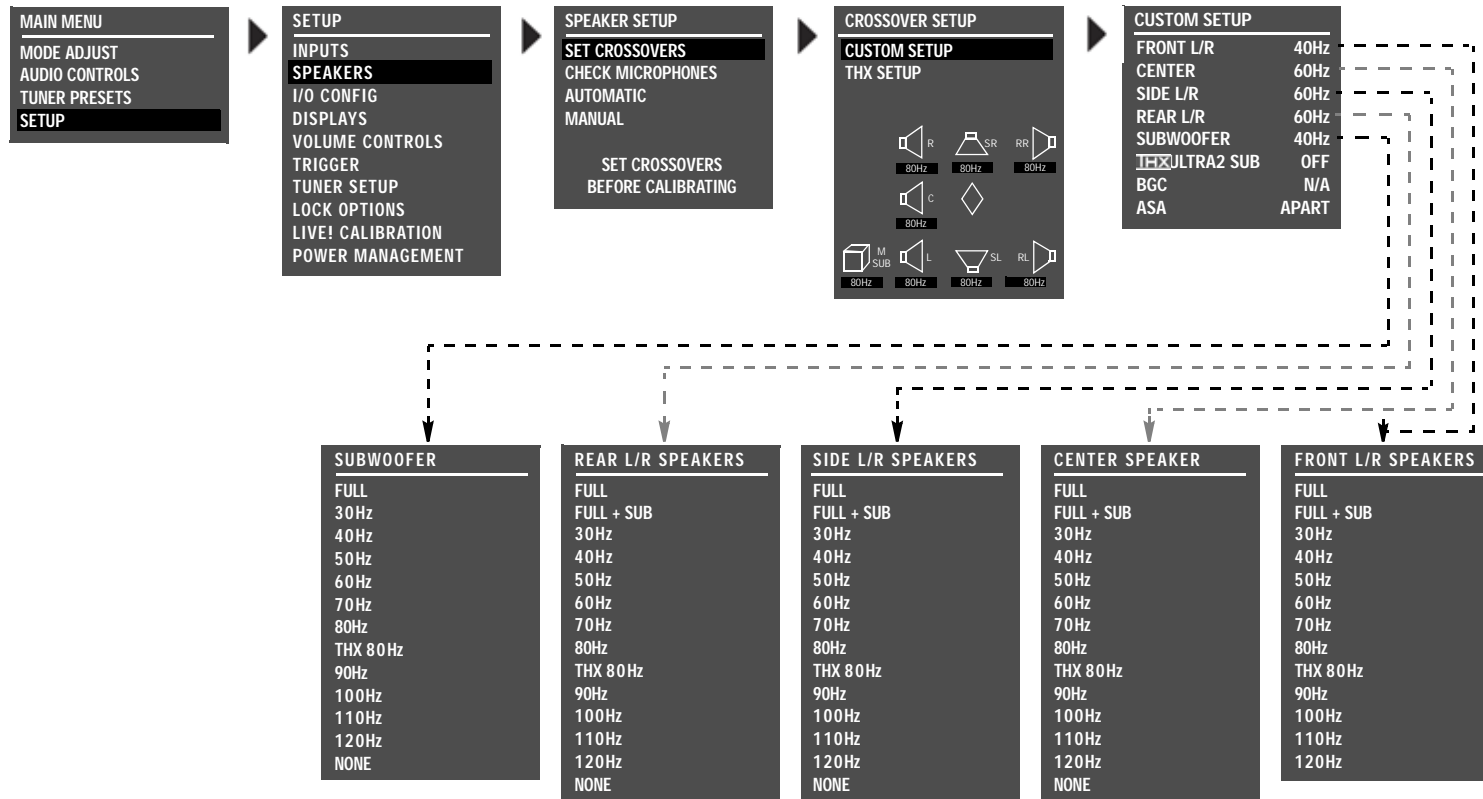 MAIN MENU
MODE ADJUST
AUDIO CONTROLS
TUNER PRESETS
SETUP
SETUP
INPUTS
SPEAKERS
I/O CONFIG
DISPLAYS
VOLUME CONTROLS
TRIGGER
TUNER SETUP
LOCK OPTIONS
LIVE! CALIBRATION
POWER MANAGEMENT
SPEAKER SETUP
SET CROSSOVERS
CHECK MICROPHONES
AUTOMATIC
MANUAL
SET CROSSOVERS
BEFORE CALIBRATING
CROSSOVER SETUP
CUSTOM SETUP
THX SETUP
R SR RR
80Hz 80Hz 80Hz
C
80Hz
M SUB L SL RL
80Hz 80Hz 80Hz 80Hz
CUSTOM SETUP
FRONT L/R 40Hz
CENTER 60Hz
SIDE L/R 60Hz
REAR L/R 60Hz
SUBWOOFER 40Hz
THX ULTRA2 SUB OFF
BGC N/A
ASA APART
SUBWOOFER
FULL
30Hz
40Hz
50Hz
60Hz
70Hz
80Hz
THX 80Hz
90Hz
100Hz
110Hz
120Hz
NONE
REAR L/R SPEAKERS
FULL
FULL + SUB
30Hz
40Hz
50Hz
60Hz
70Hz
80Hz
THX 80Hz
90Hz
100Hz
110Hz
120Hz
NONE
SIDE L/R SPEAKERS
FULL
FULL + SUB
30Hz
40Hz
50Hz
60Hz
70Hz
80Hz
THX 80Hz
90Hz
100Hz
110Hz
120Hz
NONE
CENTER SPEAKER
FULL
FULL + SUB
30Hz
40Hz
50Hz
60Hz
70Hz
80Hz
THX 80Hz
90Hz
100Hz
110Hz
120Hz
NONE
FRONT L/R SPEAKERS
FULL
FULL + SUB
30Hz
40Hz
50Hz
60Hz
70Hz
80Hz
THX 80Hz
90Hz
100Hz
110Hz
120Hz